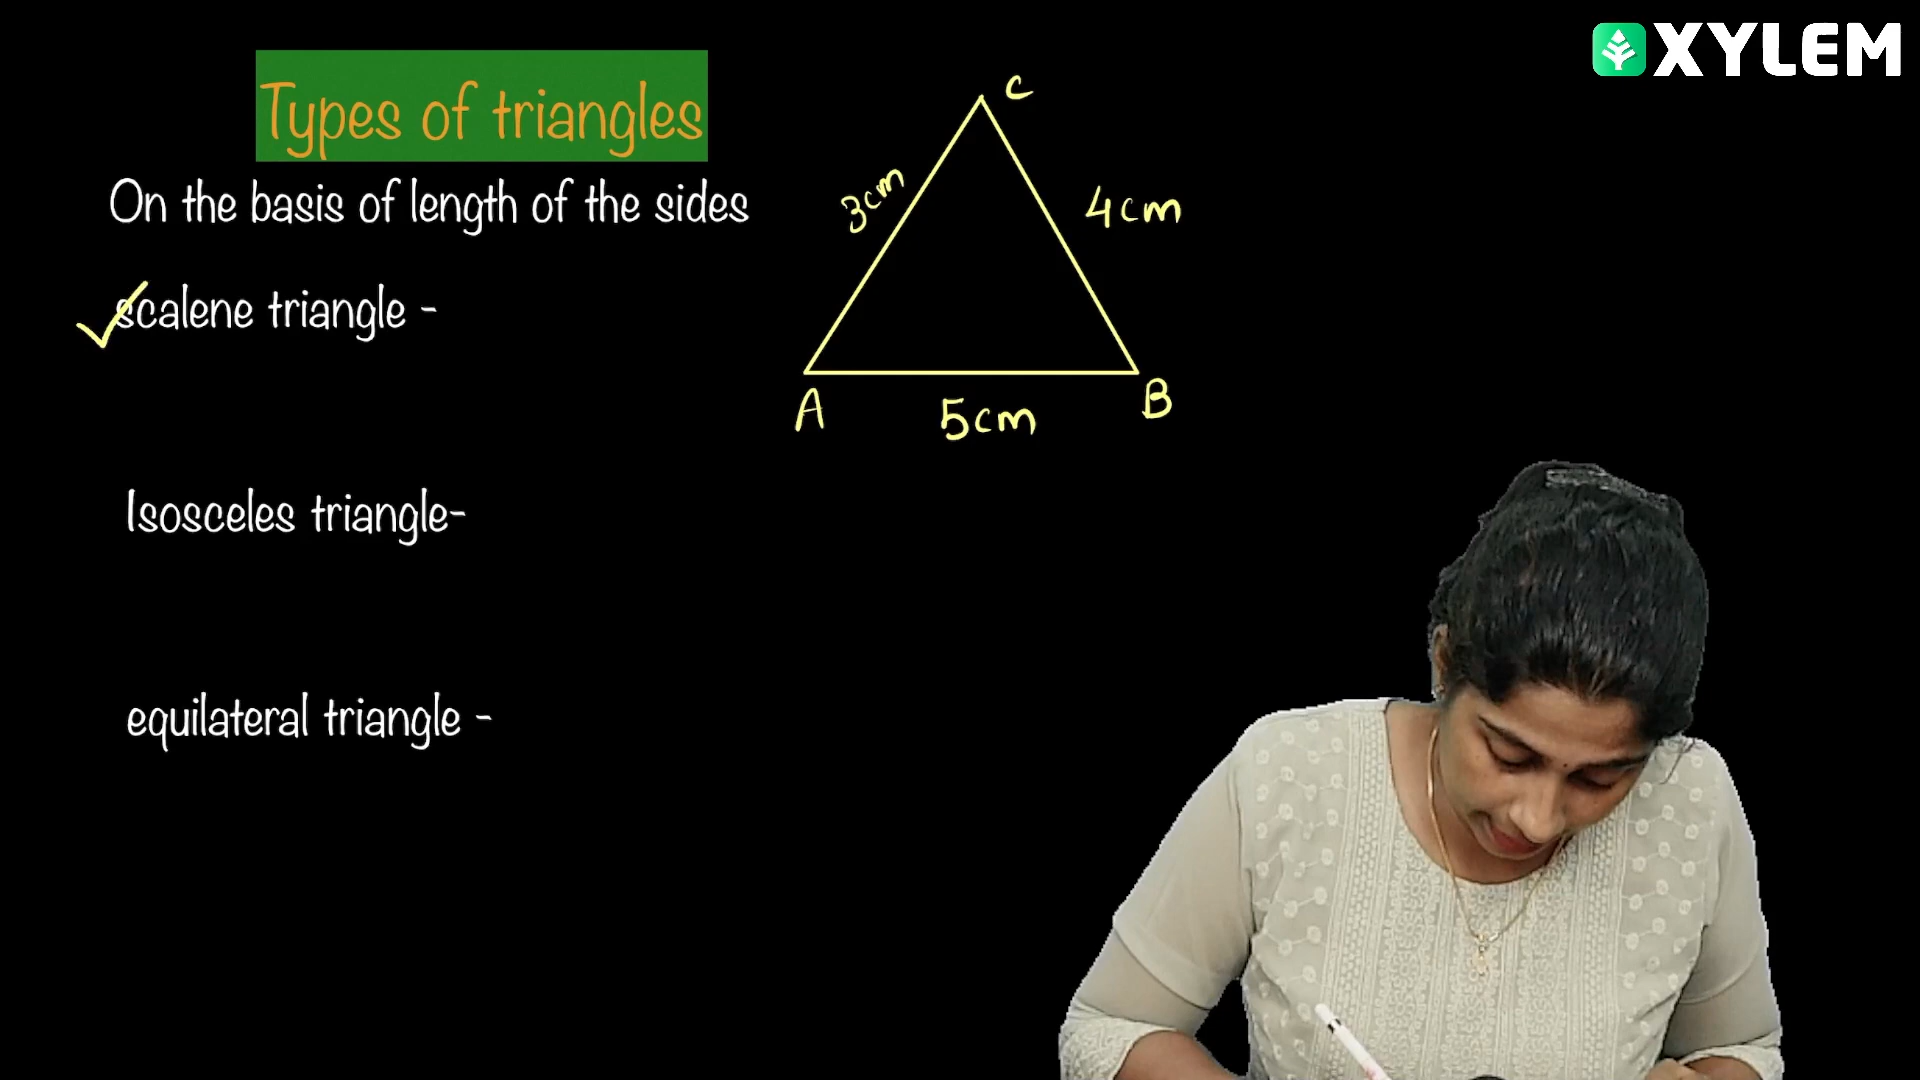 XYLEM
Types of triangles
On the basis of length of the sides
scalene triangle -
Isosceles triangle-
equilateral triangle -
C
3cm
4cm
A
B
5cm